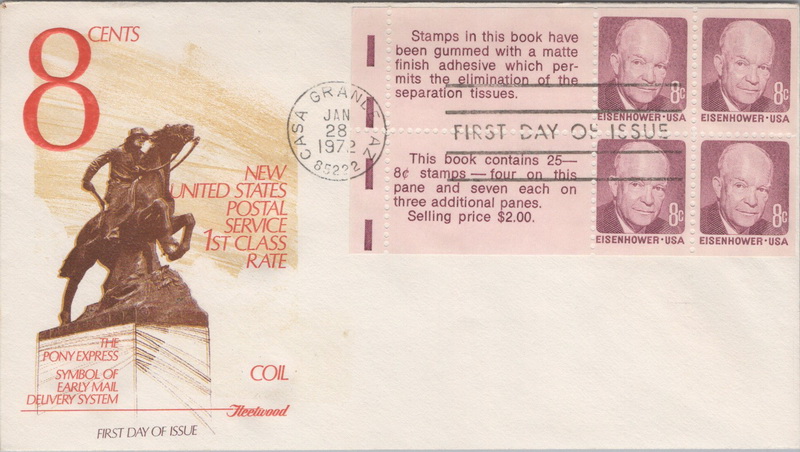 8 CENTS
NEW
UNITED STATES
POSTAL
SERVICE
1ST CLASS
RATE
THE
PONY EXPRESS
SYMBOL OF
EARLY MAIL
DELIVERY SYSTEM
COIL
Fleetwood
FIRST DAY OF ISSUE
Stamps in this book have
been gummed with a matte
finish adhesive which per-
mits the elimination of the
separation tissues.
This book contains 25—
8¢ stamps — four on this
pane and seven each on
three additional panes.
Selling price $2.00.
CASA GRANDE AZ
JAN
28
1972
85222
FIRST DAY OF ISSUE
8c
EISENHOWER·USA
8c
EISENHOWER·USA
8c
EISENHOWER·USA
8c
EISENHOWER·USA